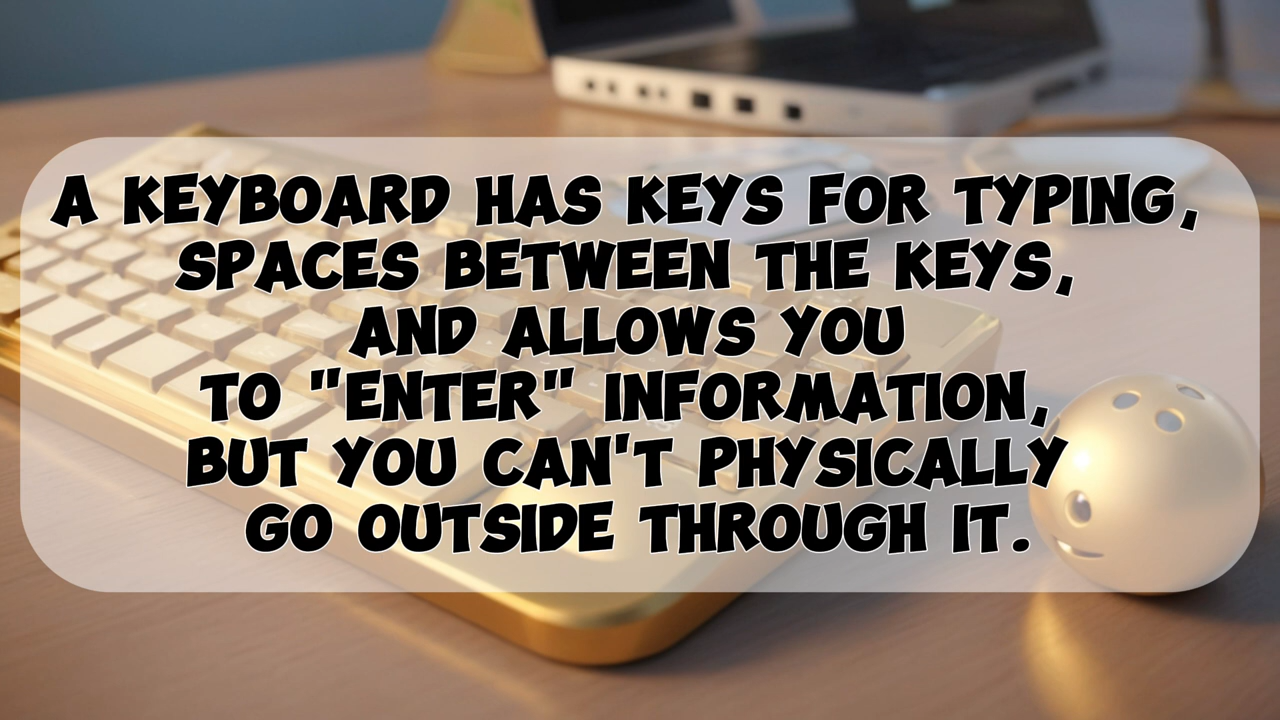 A KEYBOARD HAS KEYS FOR TYPING,
SPACES BETWEEN THE KEYS,
AND ALLOWS YOU
TO "ENTER" INFORMATION,
BUT YOU CAN'T PHYSICALLY
GO OUTSIDE THROUGH IT.